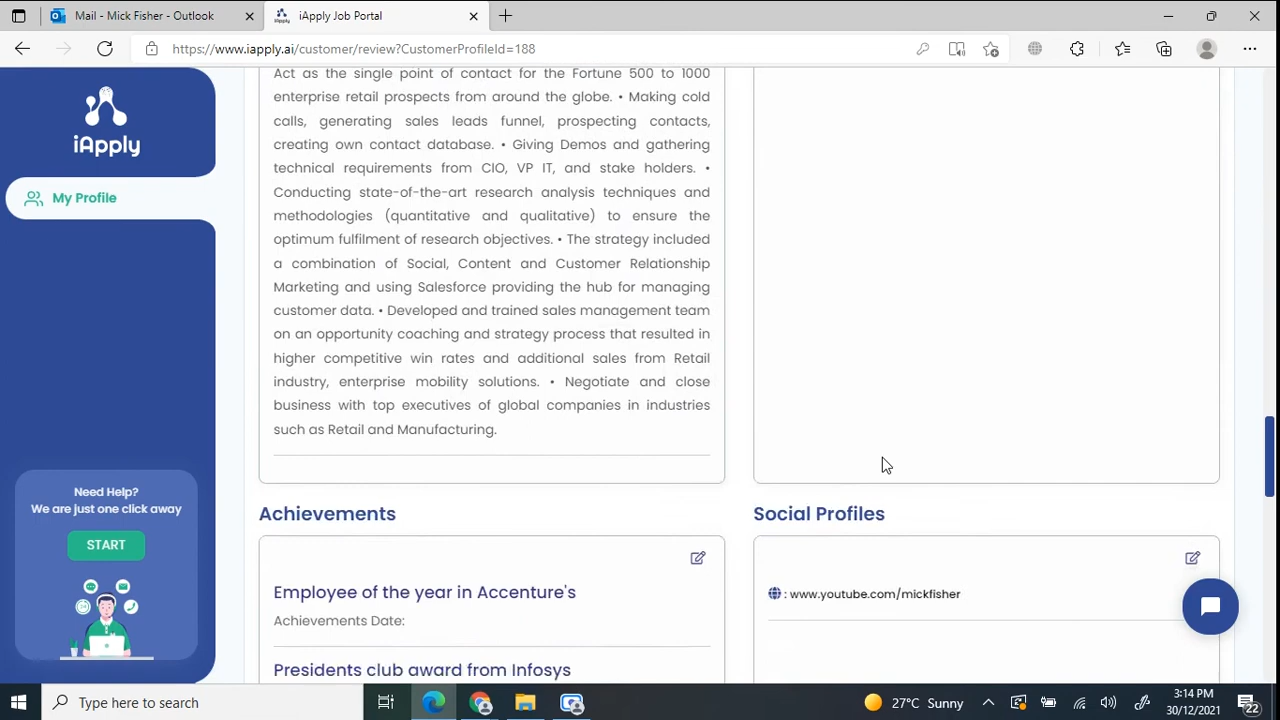 Mail - Mick Fisher - Outlook
iApply Job Portal
https://www.iapply.ai/customer/review?CustomerProfileId=188
iApply
My Profile
Need Help?
We are just one click away
START
Act as the single point of contact for the Fortune 500 to 1000
enterprise retail prospects from around the globe. • Making cold
calls, generating sales leads funnel, prospecting contacts,
creating own contact database. • Giving Demos and gathering
technical requirements from CIO, VP IT, and stake holders. •
Conducting state-of-the-art research analysis techniques and
methodologies (quantitative and qualitative) to ensure the
optimum fulfilment of research objectives. • The strategy included
a combination of Social, Content and Customer Relationship
Marketing and using Salesforce providing the hub for managing
customer data. • Developed and trained sales management team
on an opportunity coaching and strategy process that resulted in
higher competitive win rates and additional sales from Retail
industry, enterprise mobility solutions. • Negotiate and close
business with top executives of global companies in industries
such as Retail and Manufacturing.
Achievements
Employee of the year in Accenture's
Achievements Date:
Presidents club award from Infosys
Social Profiles
: www.youtube.com/mickfisher
Type here to search
27°C Sunny
3:14 PM
30/12/2021
22